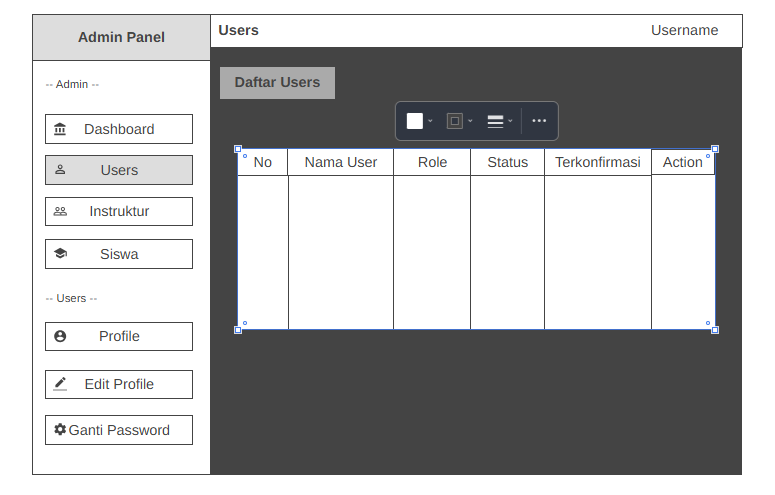 Admin Panel
Users
Username
-- Admin --
Dashboard
Users
Instruktur
Siswa
-- Users --
Profile
Edit Profile
Ganti Password
Daftar Users
No
Nama User
Role
Status
Terkonfirmasi
Action